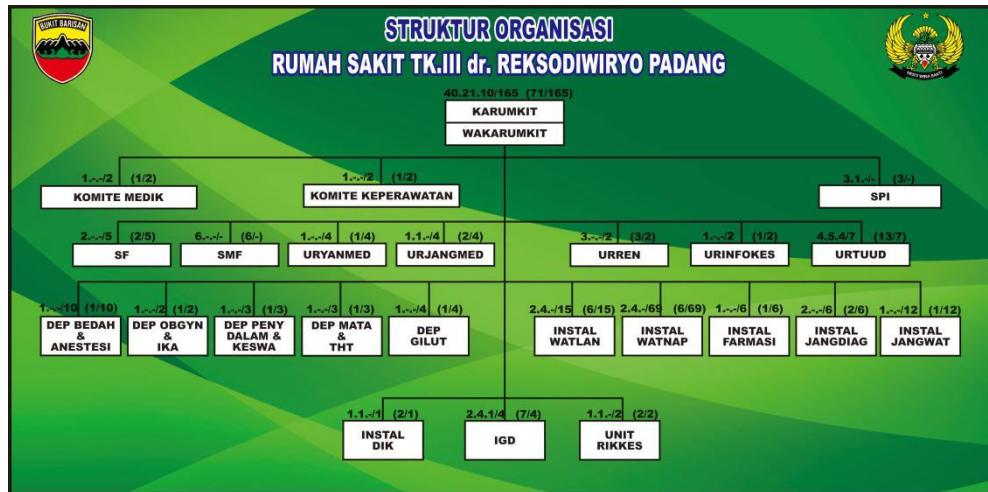 BUKIT BARISAN
STRUKTUR ORGANISASI
RUMAH SAKIT TK.III dr. REKSODIWIRYO PADANG
HESTI WIRA SAKTI
40.21.10/165 (71/165)
KARUMKIT
WAKARUMKIT
1.-.-/2 (1/2)
KOMITE MEDIK
1.-.-/2 (1/2)
KOMITE KEPERAWATAN
3.1.-/- (3/-)
SPI
2.-.-/5 (2/5)
SF
6.-.-/- (6/-)
SMF
1.-.-/4 (1/4)
URYANMED
1.1.-/4 (2/4)
URJANGMED
3.-.-/2 (3/2)
URREN
1.-.-/2 (1/2)
URINFOKES
4.5.4/7 (13/7)
URTUUD
1.-.-/10 (1/10)
DEP BEDAH
&
ANESTESI
1.-.-/2 (1/2)
DEP OBGYN
&
IKA
1.-.-/3 (1/3)
DEP PENY
DALAM &
KESWA
1.-.-/3 (1/3)
DEP MATA
&
THT
1.-.-/4 (1/4)
DEP
GILUT
2.4.-/15 (6/15)
INSTAL
WATLAN
2.4.-/69 (6/69)
INSTAL
WATNAP
1.-.-/6 (1/6)
INSTAL
FARMASI
2.-.-/6 (2/6)
INSTAL
JANGDIAG
1.-.-/12 (1/12)
INSTAL
JANGWAT
1.1.-/1 (2/1)
INSTAL
DIK
2.4.1/4 (7/4)
IGD
1.1.-/2 (2/2)
UNIT
RIKKES